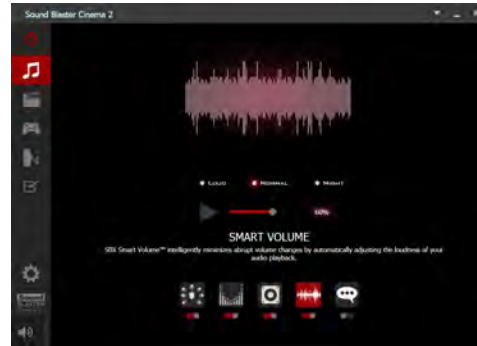 Sound Blaster Cinema 2
LOUD
NORMAL
NIGHT
60%
SMART VOLUME
SBX Smart Volume™ intelligently minimizes abrupt volume changes by automatically adjusting the loudness of your
audio playback.